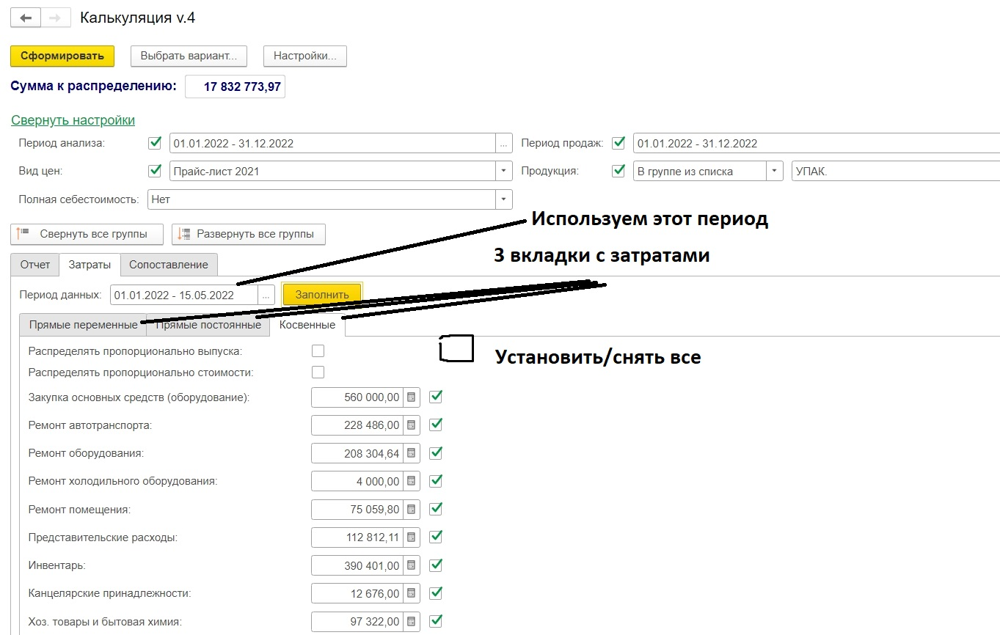 Калькуляция v.4
Сформировать Выбрать вариант... Настройки...
Сумма к распределению: 17 832 773,97
Свернуть настройки
Период анализа: 01.01.2022 - 31.12.2022 ... Период продаж: 01.01.2022 - 31.12.2022
Вид цен: Прайс-лист 2021 Продукция: В группе из списка УПАК.
Полная себестоимость: Нет
Используем этот период
Свернуть все группы Развернуть все группы
3 вкладки с затратами
Отчет Затраты Сопоставление
Период данных: 01.01.2022 - 15.05.2022 ... Заполнить
Прямые переменные Прямые постоянные Косвенные
Распределять пропорционально выпуска:
Установить/снять все
Распределять пропорционально стоимости:
Закупка основных средств (оборудование): 560 000,00
Ремонт автотранспорта: 228 486,00
Ремонт оборудования: 208 304,64
Ремонт холодильного оборудования: 4 000,00
Ремонт помещения: 75 059,80
Представительские расходы: 112 812,11
Инвентарь: 390 401,00
Канцелярские принадлежности: 12 676,00
Хоз. товары и бытовая химия: 97 322,00